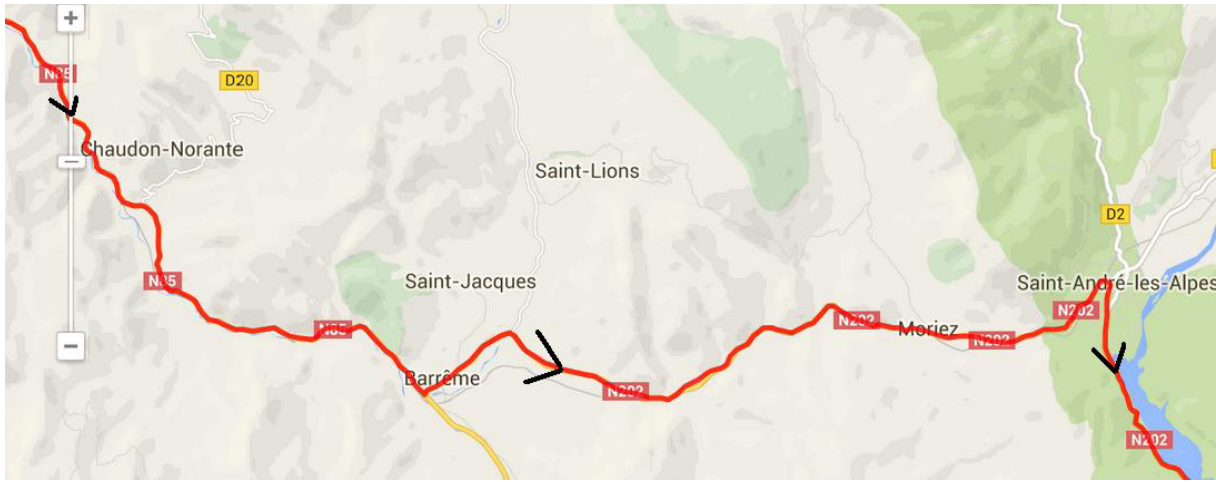 N85
D20
Chaudon-Norante
Saint-Lions
D2
N85
Saint-Jacques
Saint-André-les-Alpes
N202
N202
N85
Moriez
N202
Barrême
N202
N202